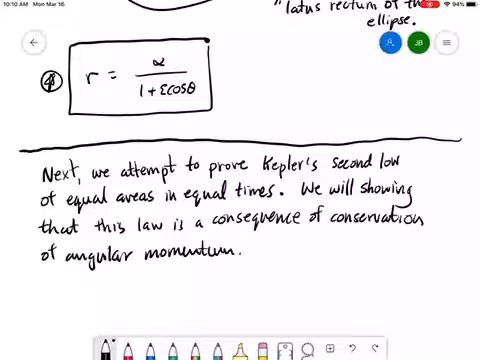 10:10 AM Mon Mar 16
94%
"latus rectum of the
ellipse.
JB
r = α / 1 + εcosθ
Next, we attempt to prove Kepler's second law
of equal areas in equal times. We will showing
that this law is a consequence of conservation
of angular momentum.